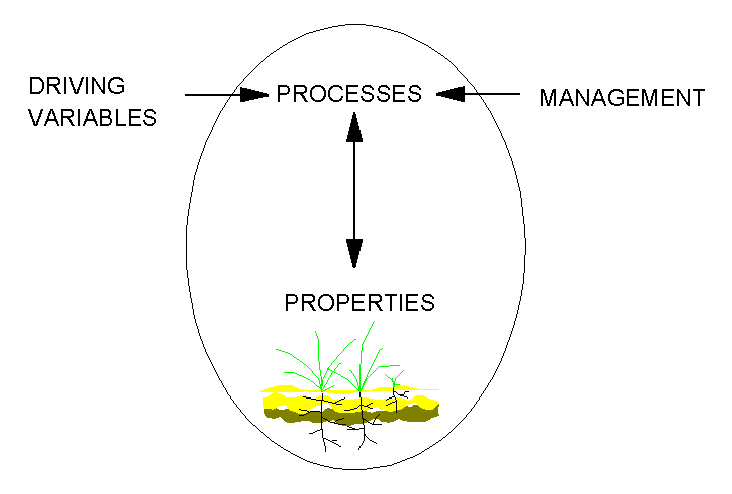 DRIVING
VARIABLES
PROCESSES
MANAGEMENT
PROPERTIES